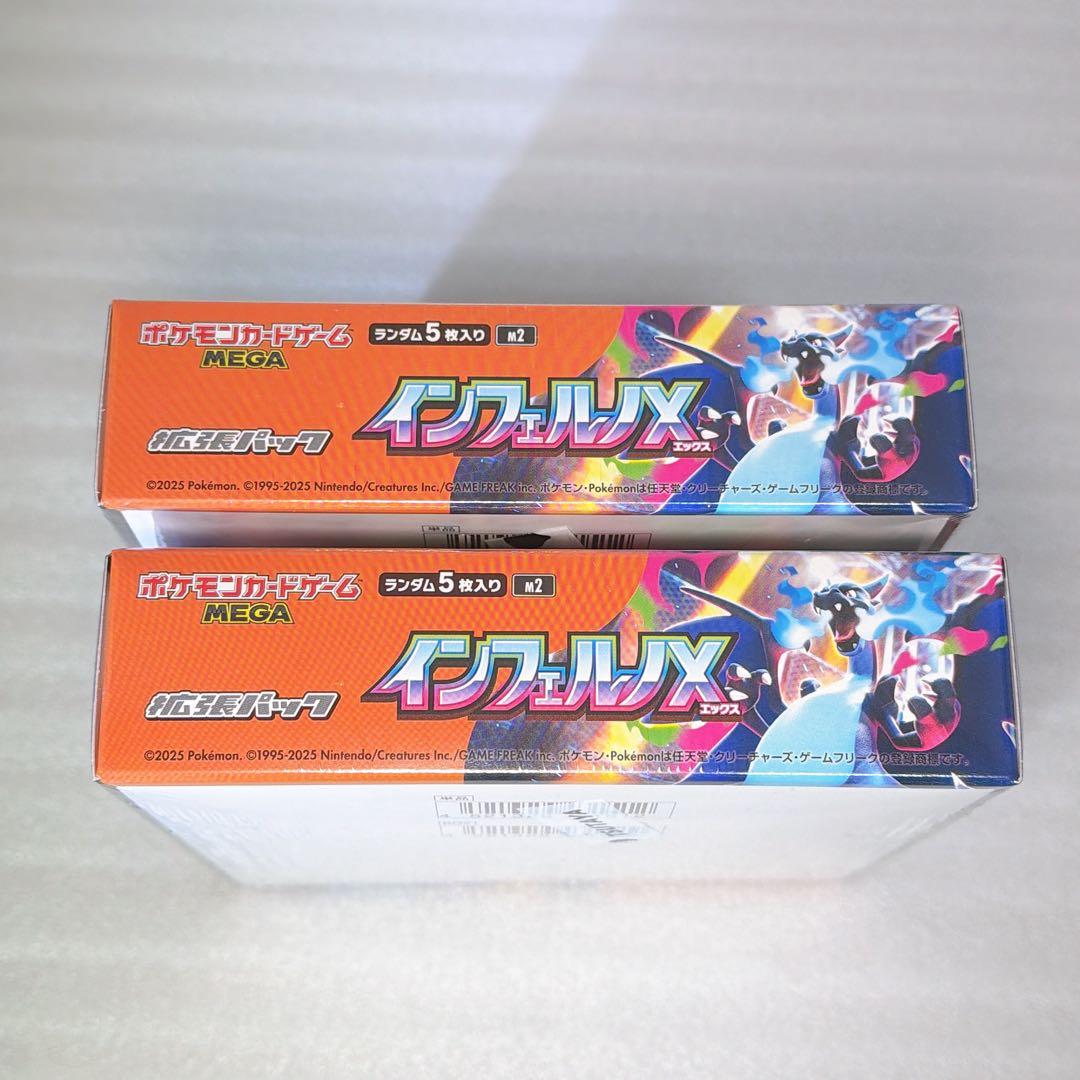 ポケモンカードゲーム
MEGA
ランダム5枚入り M2
インフェルノX
エックス
拡張パック
©2025 Pokémon. ©1995-2025 Nintendo/Creatures Inc./GAME FREAK inc. ポケモン・Pokémonは任天堂・クリーチャーズ・ゲームフリークの登録商標です。
単品
ポケモンカードゲーム
MEGA
ランダム5枚入り M2
インフェルノX
エックス
拡張パック
©2025 Pokémon. ©1995-2025 Nintendo/Creatures Inc./GAME FREAK inc. ポケモン・Pokémonは任天堂・クリーチャーズ・ゲームフリークの登録商標です。
単品
TSUTAYA